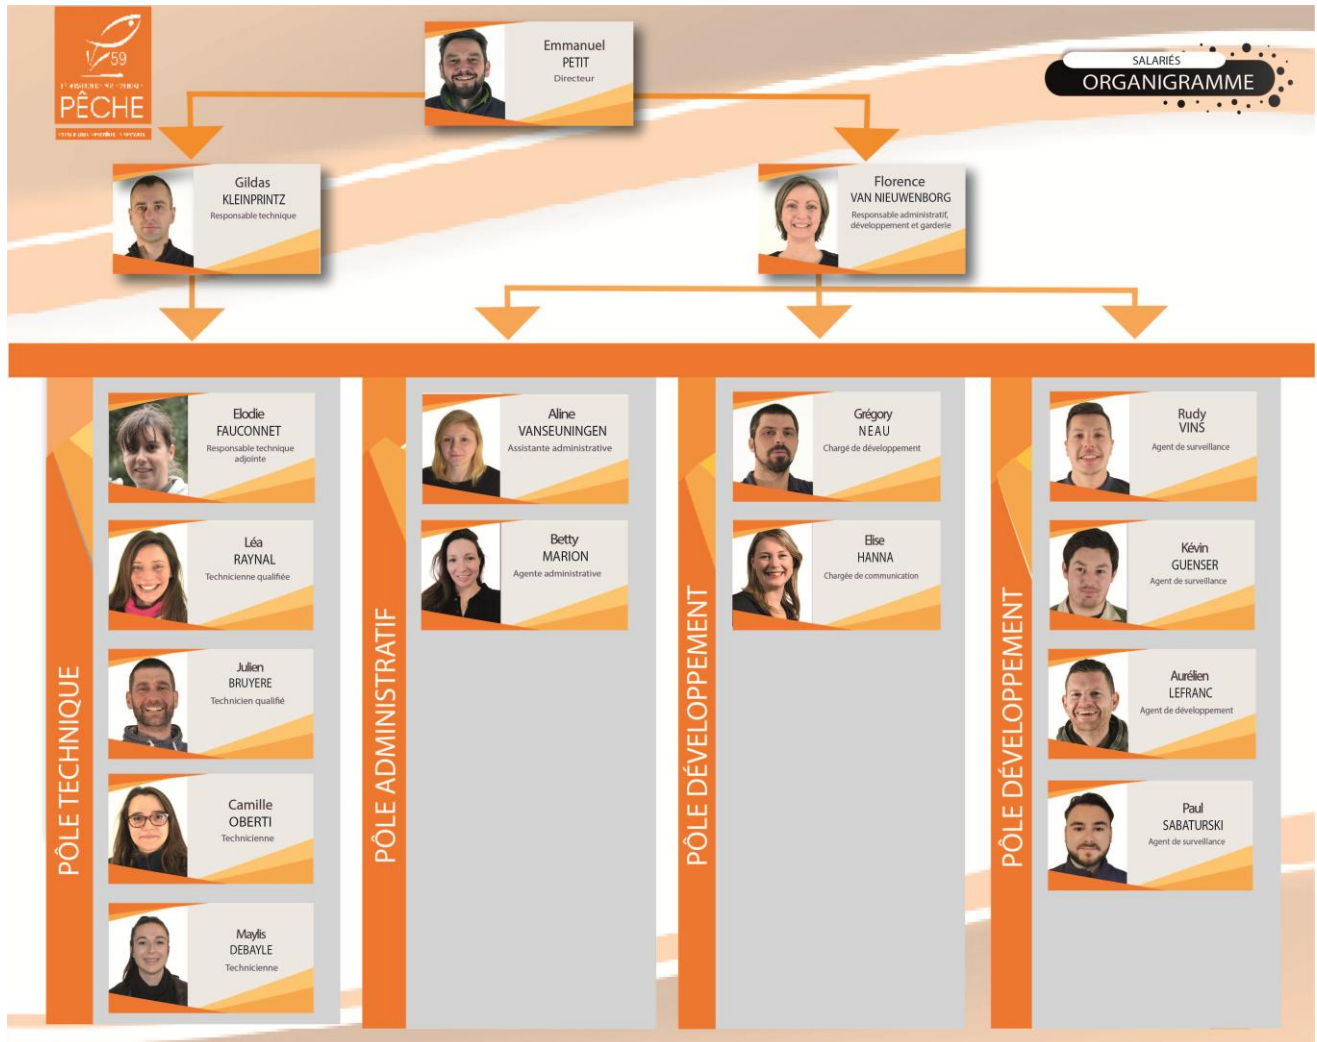 59
PÊCHE
SALARIÉS
ORGANIGRAMME
Emmanuel
PETIT
Directeur
Gildas
KLEINPRINTZ
Responsable technique
Florence
VAN NIEUWENBORG
Responsable administratif,
développement et garderie
PÔLE TECHNIQUE
Elodie
FAUCONNET
Responsable technique
adjointe
Léa
RAYNAL
Technicienne qualifiée
Julien
BRUYERE
Technicien qualifié
Camille
OBERTI
Technicienne
Maylis
DEBAYLE
Technicienne
PÔLE ADMINISTRATIF
Aline
VANSEUNINGEN
Assistante administrative
Betty
MARION
Agente administrative
PÔLE DÉVELOPPEMENT
Grégory
NEAU
Chargé de développement
Elise
HANNA
Chargée de communication
PÔLE DÉVELOPPEMENT
Rudy
VINS
Agent de surveillance
Kévin
GUENSER
Agent de surveillance
Aurélien
LEFRANC
Agent de développement
Paul
SABATURSKI
Agent de surveillance